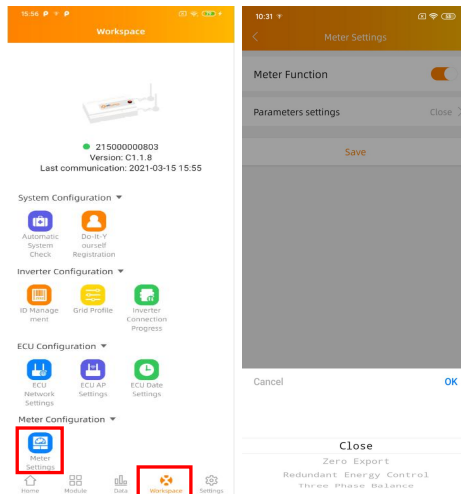 15:56
Workspace
215000000803
Version: C1.1.8
Last communication: 2021-03-15 15:55
System Configuration
Automatic
System
Check
Do-It-Y
ourself
Registration
Inverter Configuration
ID Manage
ment
Grid Profile
Inverter
Connection
Progress
ECU Configuration
ECU
Network
Settings
ECU AP
Settings
ECU Date
Settings
Meter Configuration
Meter
Settings
Home
Module
Data
Workspace
Settings
10:31
Meter Settings
Meter Function
Parameters settings
Close
Save
Cancel
OK
Close
Zero Export
Redundant Energy Control
Three Phase Balance